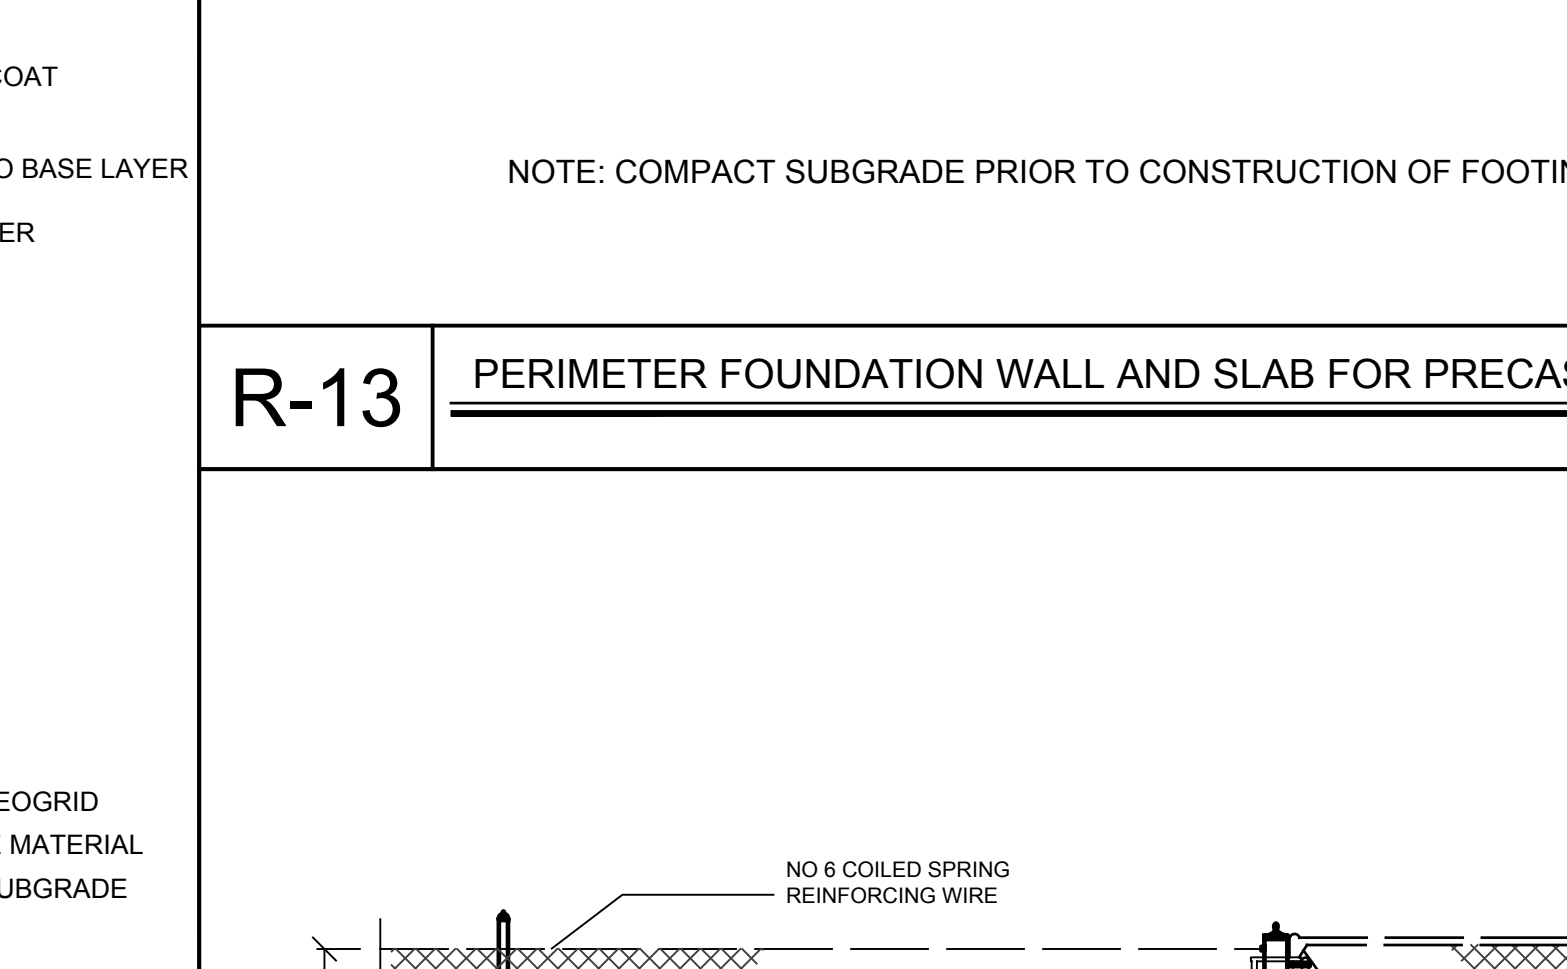 COAT
O BASE LAYER
ER
NOTE: COMPACT SUBGRADE PRIOR TO CONSTRUCTION OF FOOTIN
R-13
PERIMETER FOUNDATION WALL AND SLAB FOR PRECAS
EOGRID
E MATERIAL
UBGRADE
NO 6 COILED SPRING
REINFORCING WIRE